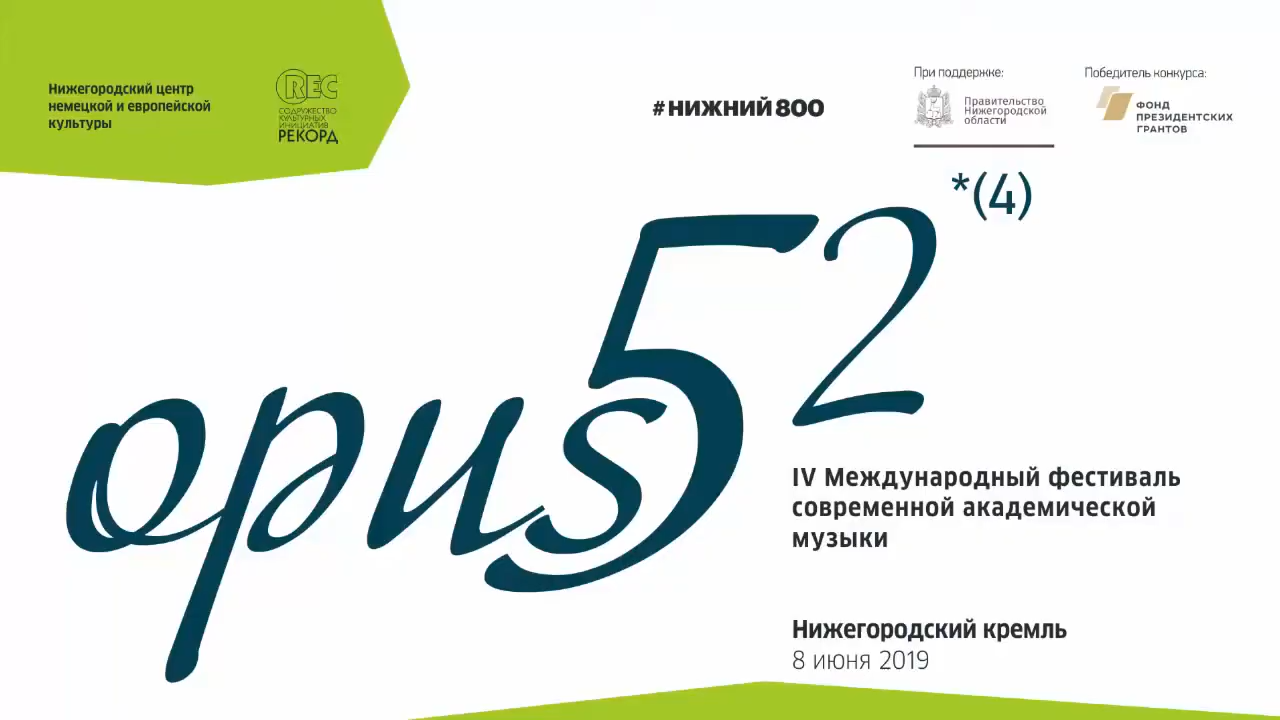 Нижегородский центр
немецкой и европейской
культуры
REC
СОДРУЖЕСТВО
КУЛЬТУРНЫХ
ИНИЦИАТИВ
РЕКОРД
#НИЖНИЙ800
При поддержке:
Правительство
Нижегородской
области
Победитель конкурса:
ФОНД
ПРЕЗИДЕНТСКИХ
ГРАНТОВ
opus52
*(4)
IV Международный фестиваль
современной академической
музыки
Нижегородский кремль
8 июня 2019